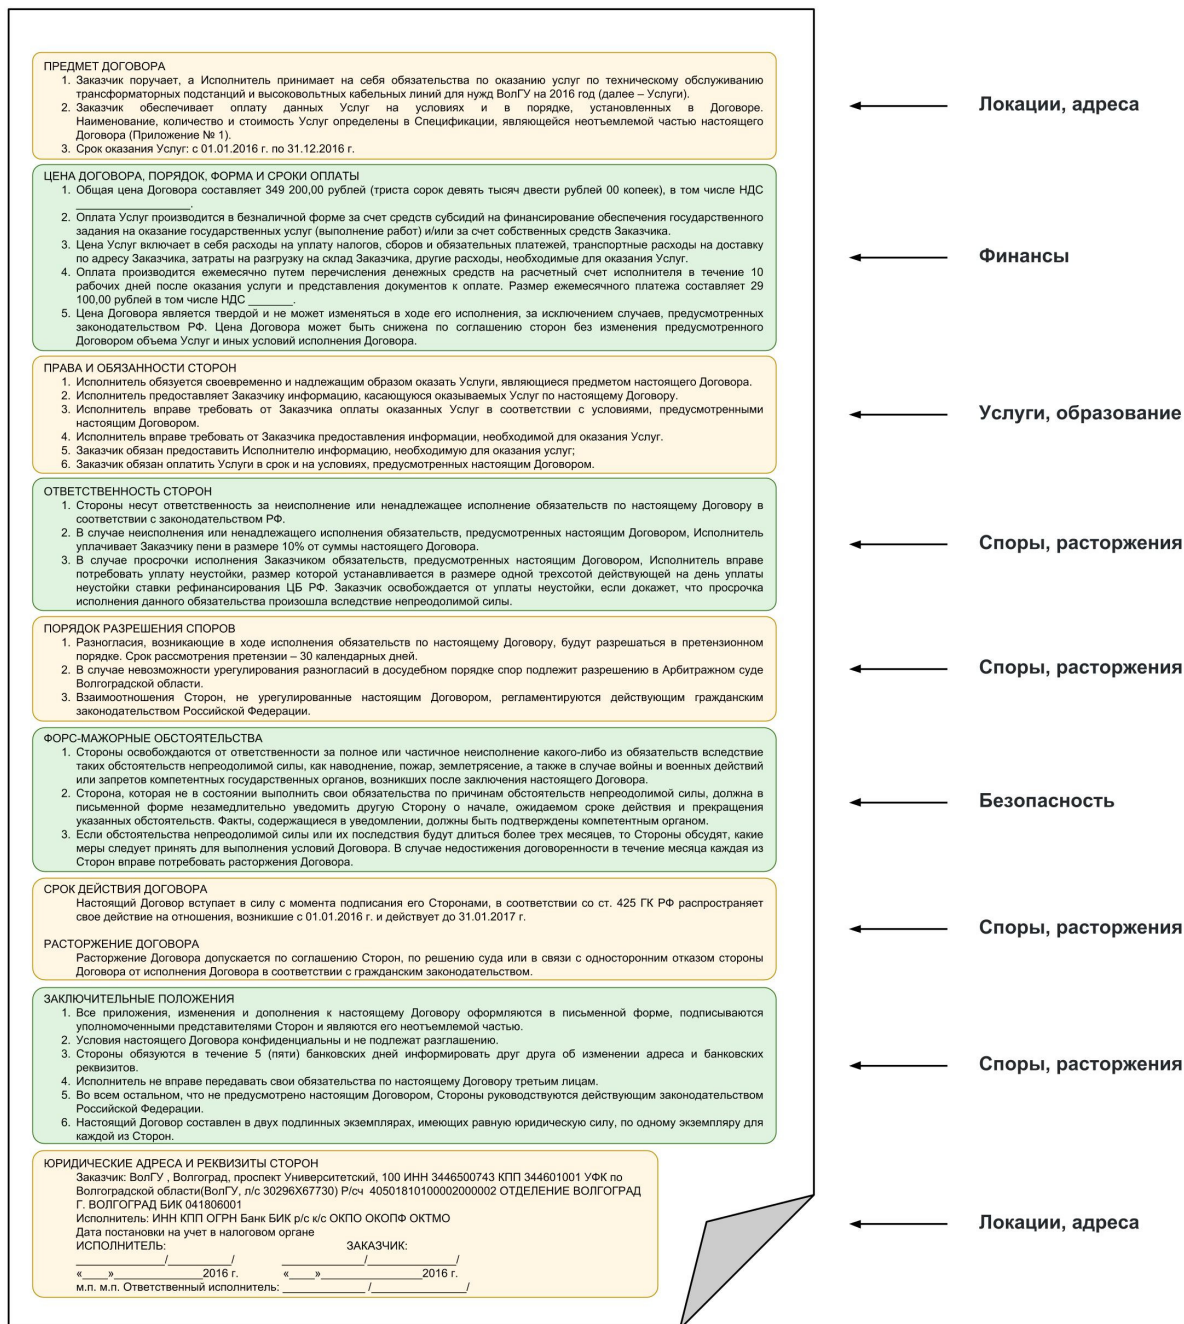 ПРЕДМЕТ ДОГОВОРА
1. Заказчик поручает, а Исполнитель принимает на себя обязательства по оказанию услуг по техническому обслуживанию
трансформаторных подстанций и высоковольтных кабельных линий для нужд ВолГУ на 2016 год (далее – Услуги).
2. Заказчик обеспечивает оплату данных Услуг на условиях и в порядке, установленных в Договоре.
Наименование, количество и стоимость Услуг определены в Спецификации, являющейся неотъемлемой частью настоящего
Договора (Приложение № 1).
3. Срок оказания Услуг: с 01.01.2016 г. по 31.12.2016 г.
Локации, адреса
ЦЕНА ДОГОВОРА, ПОРЯДОК, ФОРМА И СРОКИ ОПЛАТЫ
1. Общая цена Договора составляет 349 200,00 рублей (триста сорок девять тысяч двести рублей 00 копеек), в том числе НДС
___________________.
2. Оплата Услуг производится в безналичной форме за счет средств субсидий на финансирование обеспечения государственного
задания на оказание государственных услуг (выполнение работ) и/или за счет собственных средств Заказчика.
3. Цена Услуг включает в себя расходы на уплату налогов, сборов и обязательных платежей, транспортные расходы на доставку
по адресу Заказчика, затраты на разгрузку на склад Заказчика, другие расходы, необходимые для оказания Услуг.
4. Оплата производится ежемесячно путем перечисления денежных средств на расчетный счет исполнителя в течение 10
рабочих дней после оказания услуги и представления документов к оплате. Размер ежемесячного платежа составляет 29
100,00 рублей в том числе НДС _______.
5. Цена Договора является твердой и не может изменяться в ходе его исполнения, за исключением случаев, предусмотренных
законодательством РФ. Цена Договора может быть снижена по соглашению сторон без изменения предусмотренного
Договором объема Услуг и иных условий исполнения Договора.
Финансы
ПРАВА И ОБЯЗАННОСТИ СТОРОН
1. Исполнитель обязуется своевременно и надлежащим образом оказать Услуги, являющиеся предметом настоящего Договора.
2. Исполнитель предоставляет Заказчику информацию, касающуюся оказываемых Услуг по настоящему Договору.
3. Исполнитель вправе требовать от Заказчика оплаты оказанных Услуг в соответствии с условиями, предусмотренными
настоящим Договором.
4. Исполнитель вправе требовать от Заказчика предоставления информации, необходимой для оказания Услуг.
5. Заказчик обязан предоставить Исполнителю информацию, необходимую для оказания услуг;
6. Заказчик обязан оплатить Услуги в срок и на условиях, предусмотренных настоящим Договором.
Услуги, образование
ОТВЕТСТВЕННОСТЬ СТОРОН
1. Стороны несут ответственность за неисполнение или ненадлежащее исполнение обязательств по настоящему Договору в
соответствии с законодательством РФ.
2. В случае неисполнения или ненадлежащего исполнения обязательств, предусмотренных настоящим Договором, Исполнитель
уплачивает Заказчику пени в размере 10% от суммы настоящего Договора.
3. В случае просрочки исполнения Заказчиком обязательств, предусмотренных настоящим Договором, Исполнитель вправе
потребовать уплату неустойки, размер которой устанавливается в размере одной трехсотой действующей на день уплаты
неустойки ставки рефинансирования ЦБ РФ. Заказчик освобождается от уплаты неустойки, если докажет, что просрочка
исполнения данного обязательства произошла вследствие непреодолимой силы.
Споры, расторжения
ПОРЯДОК РАЗРЕШЕНИЯ СПОРОВ
1. Разногласия, возникающие в ходе исполнения обязательств по настоящему Договору, будут разрешаться в претензионном
порядке. Срок рассмотрения претензии – 30 календарных дней.
2. В случае невозможности урегулирования разногласий в досудебном порядке спор подлежит разрешению в Арбитражном суде
Волгоградской области.
3. Взаимоотношения Сторон, не урегулированные настоящим Договором, регламентируются действующим гражданским
законодательством Российской Федерации.
Споры, расторжения
ФОРС-МАЖОРНЫЕ ОБСТОЯТЕЛЬСТВА
1. Стороны освобождаются от ответственности за полное или частичное неисполнение какого-либо из обязательств вследствие
таких обстоятельств непреодолимой силы, как наводнение, пожар, землетрясение, а также в случае войны и военных действий
или запретов компетентных государственных органов, возникших после заключения настоящего Договора.
2. Сторона, которая не в состоянии выполнить свои обязательства по причинам обстоятельств непреодолимой силы, должна в
письменной форме незамедлительно уведомить другую Сторону о начале, ожидаемом сроке действия и прекращения
указанных обстоятельств. Факты, содержащиеся в уведомлении, должны быть подтверждены компетентным органом.
3. Если обстоятельства непреодолимой силы или их последствия будут длиться более трех месяцев, то Стороны обсудят, какие
меры следует принять для выполнения условий Договора. В случае недостижения договоренности в течение месяца каждая из
Сторон вправе потребовать расторжения Договора.
Безопасность
СРОК ДЕЙСТВИЯ ДОГОВОРА
Настоящий Договор вступает в силу с момента подписания его Сторонами, в соответствии со ст. 425 ГК РФ распространяет
свое действие на отношения, возникшие с 01.01.2016 г. и действует до 31.01.2017 г.
РАСТОРЖЕНИЕ ДОГОВОРА
Расторжение Договора допускается по соглашению Сторон, по решению суда или в связи с односторонним отказом стороны
Договора от исполнения Договора в соответствии с гражданским законодательством.
Споры, расторжения
ЗАКЛЮЧИТЕЛЬНЫЕ ПОЛОЖЕНИЯ
1. Все приложения, изменения и дополнения к настоящему Договору оформляются в письменной форме, подписываются
уполномоченными представителями Сторон и являются его неотъемлемой частью.
2. Условия настоящего Договора конфиденциальны и не подлежат разглашению.
3. Стороны обязуются в течение 5 (пяти) банковских дней информировать друг друга об изменении адреса и банковских
реквизитов.
4. Исполнитель не вправе передавать свои обязательства по настоящему Договору третьим лицам.
5. Во всем остальном, что не предусмотрено настоящим Договором, Стороны руководствуются действующим законодательством
Российской Федерации.
6. Настоящий Договор составлен в двух подлинных экземплярах, имеющих равную юридическую силу, по одному экземпляру для
каждой из Сторон.
Споры, расторжения
ЮРИДИЧЕСКИЕ АДРЕСА И РЕКВИЗИТЫ СТОРОН
Заказчик: ВолГУ , Волгоград, проспект Университетский, 100 ИНН 3446500743 КПП 344601001 УФК по
Волгоградской области(ВолГУ, л/с 30296Х67730) Р/сч 40501810100002000002 ОТДЕЛЕНИЕ ВОЛГОГРАД
Г. ВОЛГОГРАД БИК 041806001
Исполнитель: ИНН КПП ОГРН Банк БИК р/с к/с ОКПО ОКОПФ ОКТМО
Дата постановки на учет в налоговом органе
ИСПОЛНИТЕЛЬ: ЗАКАЗЧИК:
_______________/__________/ _____________/______________/
«____»______________2016 г. «____»________________2016 г.
м.п. м.п. Ответственный исполнитель: _____________ /_______________/
Локации, адреса